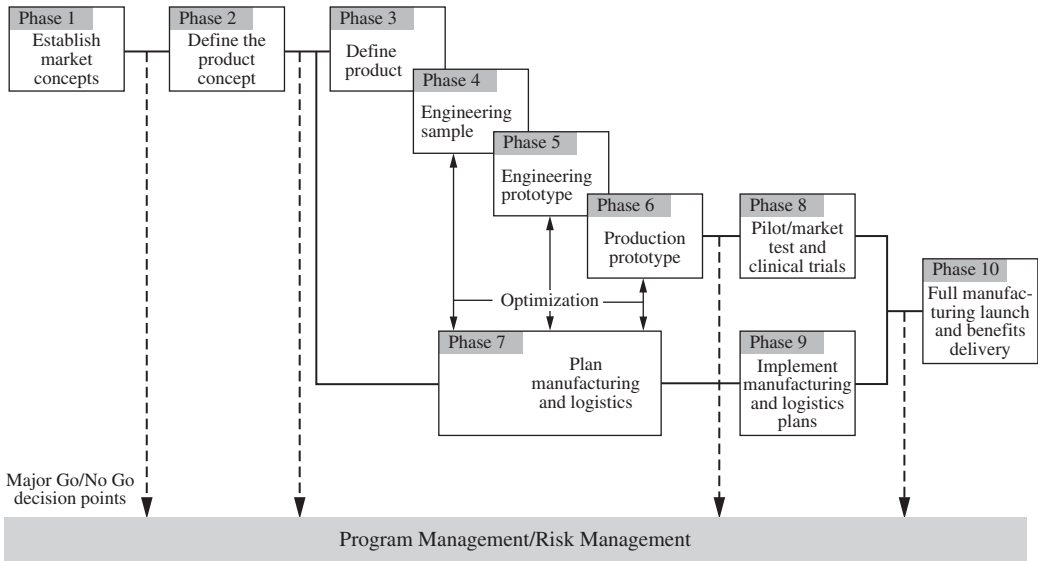 Phase 1
Establish
market
concepts
Phase 2
Define the
product
concept
Phase 3
Define
product
Phase 4
Engineering
sample
Phase 5
Engineering
prototype
Phase 6
Production
prototype
Optimization
Phase 7
Plan
manufacturing
and logistics
Phase 8
Pilot/market
test and
clinical trials
Phase 9
Implement
manufacturing
and logistics
plans
Phase 10
Full manufac-
turing launch
and benefits
delivery
Major Go/No Go
decision points
Program Management/Risk Management